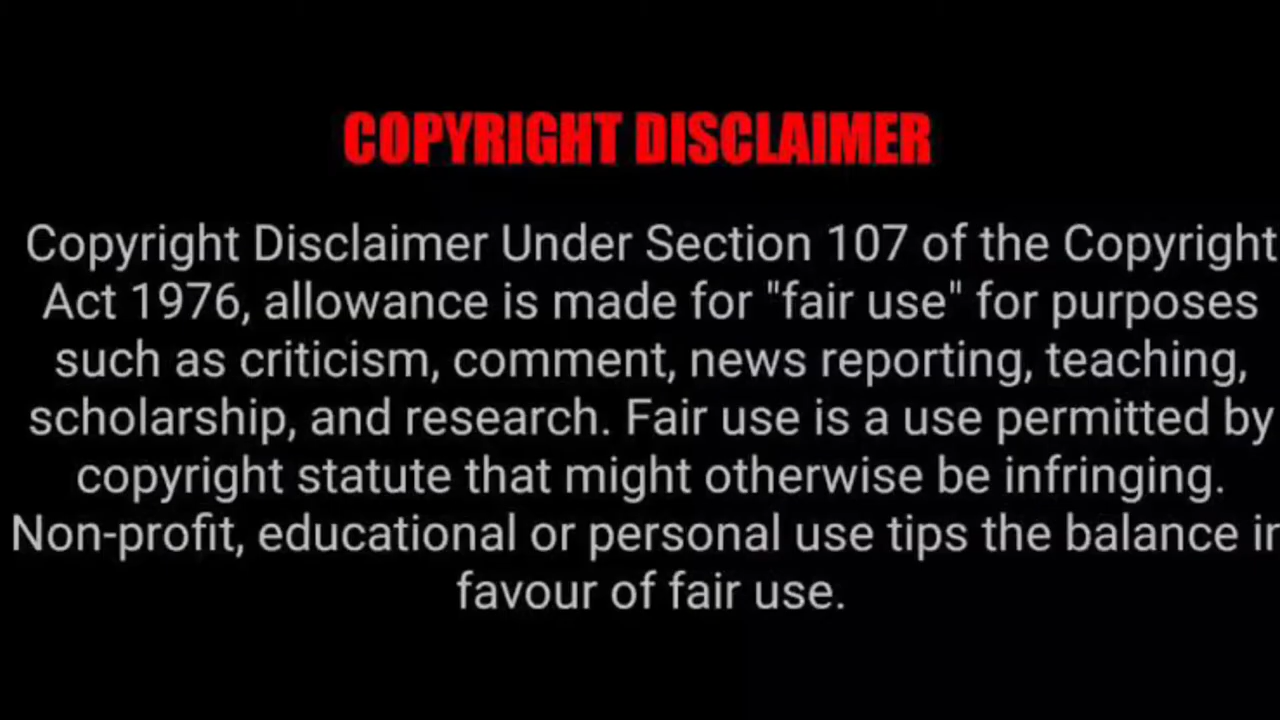 COPYRIGHT DISCLAIMER
Copyright Disclaimer Under Section 107 of the Copyright
Act 1976, allowance is made for "fair use" for purposes
such as criticism, comment, news reporting, teaching,
scholarship, and research. Fair use is a use permitted by
copyright statute that might otherwise be infringing.
Non-profit, educational or personal use tips the balance in
favour of fair use.